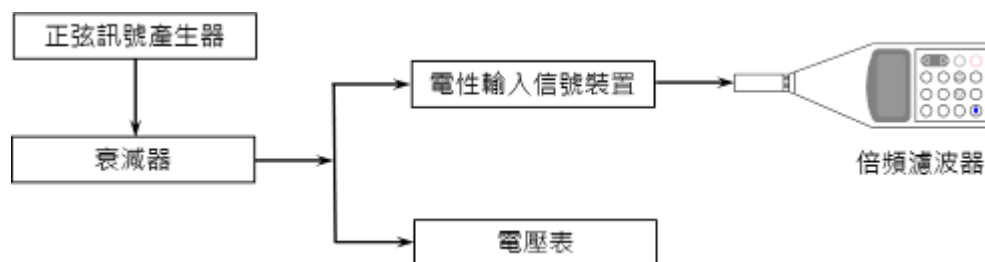 正弦訊號產生器
電性輸入信號裝置
衰減器
倍頻濾波器
電壓表